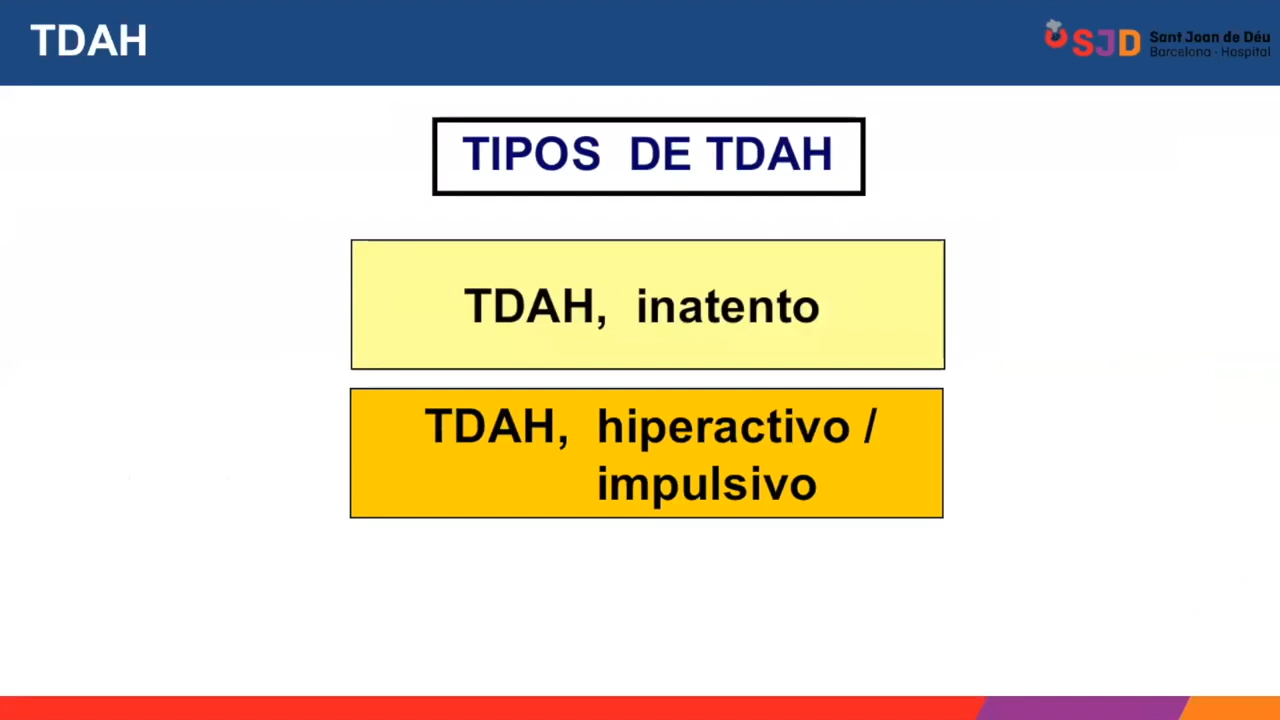 TDAH
SJD Sant Joan de Déu
Barcelona - Hospital
TIPOS DE TDAH
TDAH, inatento
TDAH, hiperactivo /
impulsivo